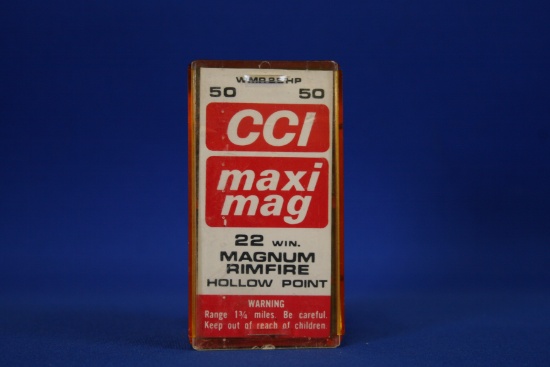 50 50
CCI
maxi
mag
22 WIN.
MAGNUM
RIMFIRE
HOLLOW POINT
WARNING
Range 1¾ miles. Be careful.
Keep out of reach of children